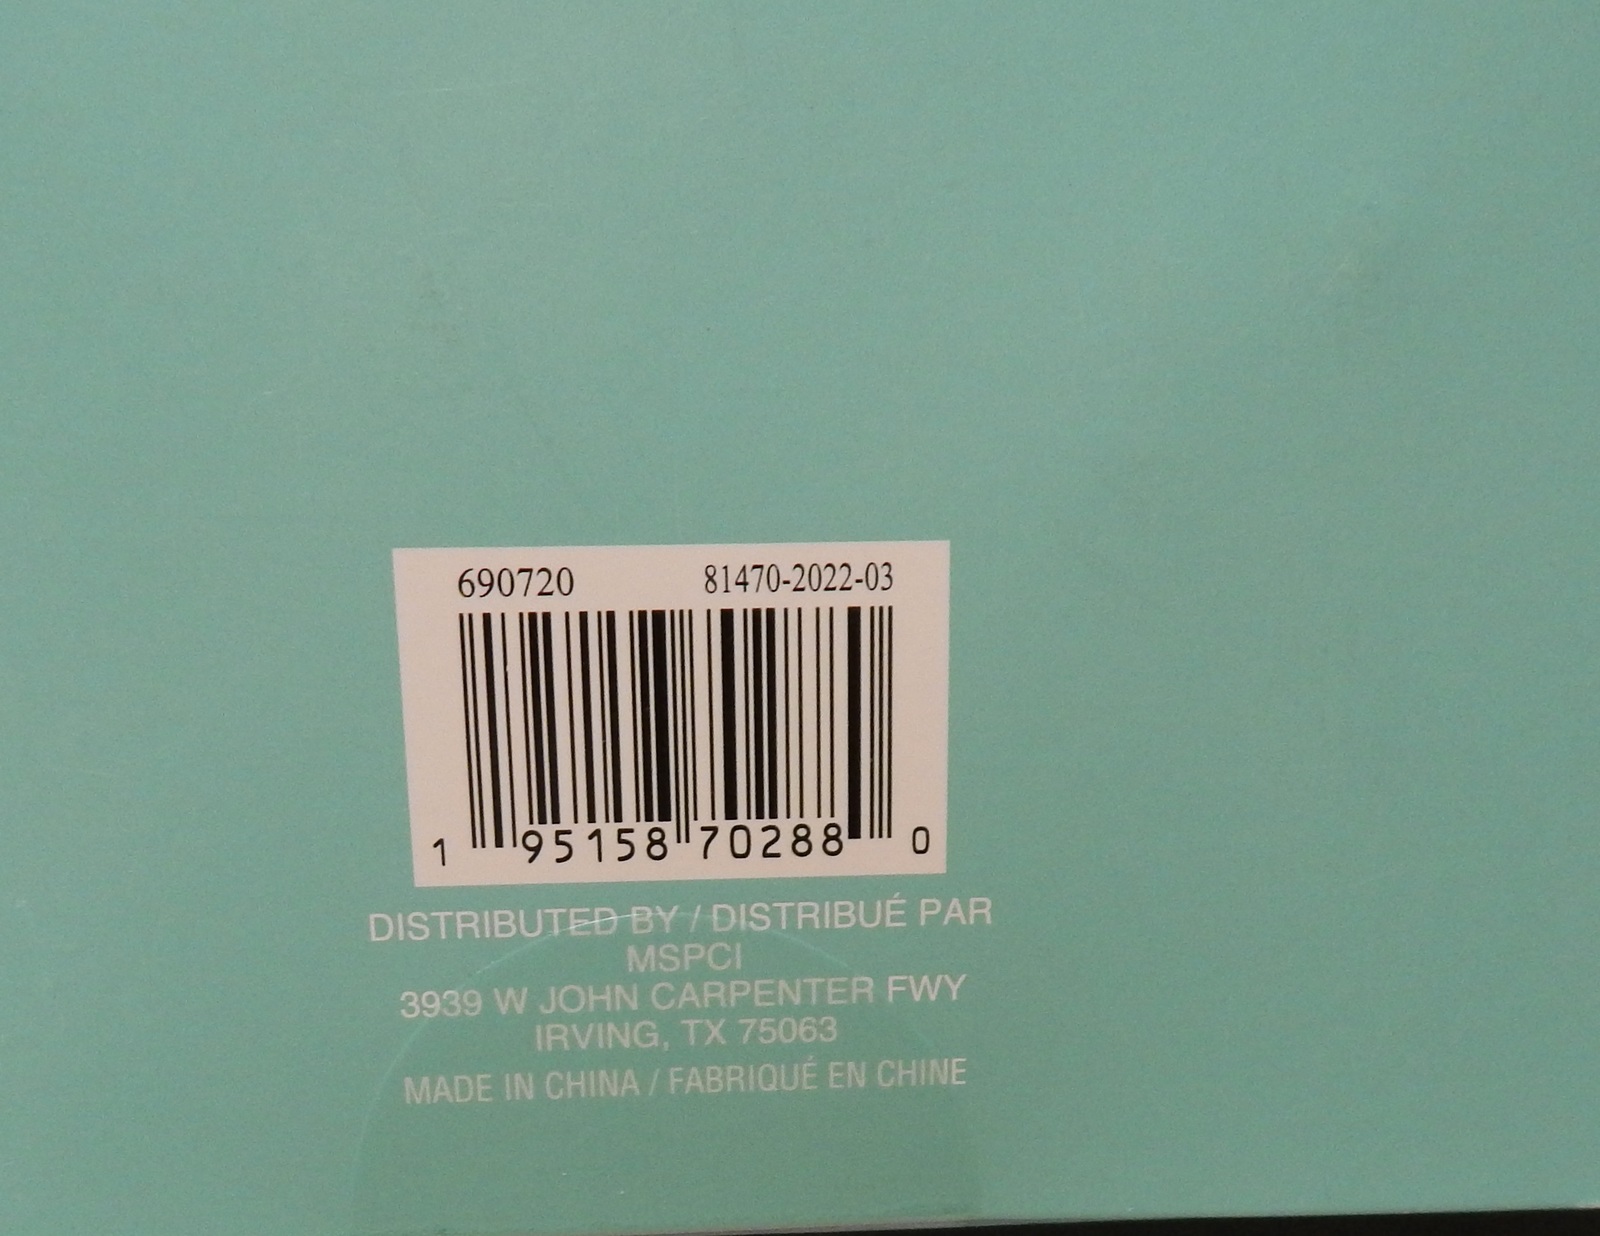 690720 81470-2022-03
1 95158 70288 0
DISTRIBUTED BY / DISTRIBUÉ PAR
MSPCI
3939 W JOHN CARPENTER FWY
IRVING, TX 75063
MADE IN CHINA / FABRIQUÉ EN CHINE